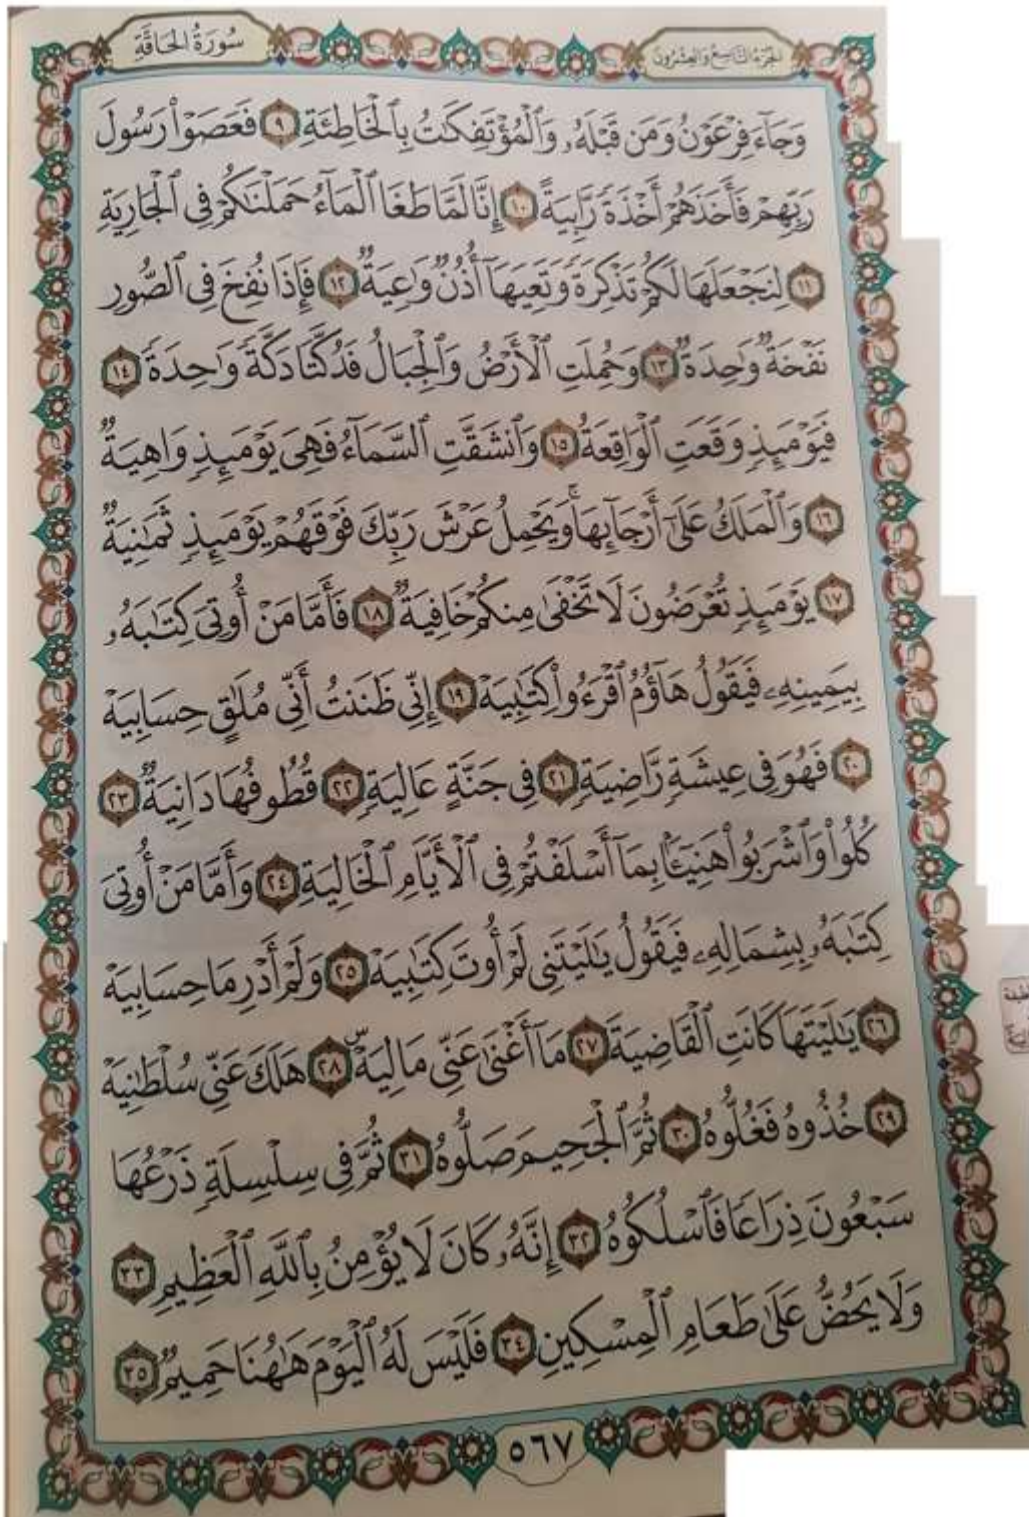 سُورَةُ الحَاقَّةِ
الجُزءُ التَّاسِعُ وَالعِشْرُونَ
وَجَآءَ فِرْعَوْنُ وَمَن قَبْلَهُۥ وَٱلْمُؤْتَفِكَٰتُ بِٱلْخَاطِئَةِ ٩ فَعَصَوْا۟ رَسُولَ
رَبِّهِمْ فَأَخَذَهُمْ أَخْذَةً رَّابِيَةً ١٠ إِنَّا لَمَّا طَغَا ٱلْمَآءُ حَمَلْنَٰكُمْ فِى ٱلْجَارِيَةِ
١١ لِنَجْعَلَهَا لَكُمْ تَذْكِرَةً وَتَعِيَهَآ أُذُنٌ وَٰعِيَةٌ ١٢ فَإِذَا نُفِخَ فِى ٱلصُّورِ
نَفْخَةٌ وَٰحِدَةٌ ١٣ وَحُمِلَتِ ٱلْأَرْضُ وَٱلْجِبَالُ فَدُكَّتَا دَكَّةً وَٰحِدَةً ١٤
فَيَوْمَئِذٍ وَقَعَتِ ٱلْوَاقِعَةُ ١٥ وَٱنشَقَّتِ ٱلسَّمَآءُ فَهِىَ يَوْمَئِذٍ وَاهِيَةٌ
١٦ وَٱلْمَلَكُ عَلَىٰٓ أَرْجَآئِهَا ۚ وَيَحْمِلُ عَرْشَ رَبِّكَ فَوْقَهُمْ يَوْمَئِذٍ ثَمَٰنِيَةٌ
١٧ يَوْمَئِذٍ تُعْرَضُونَ لَا تَخْفَىٰ مِنكُمْ خَافِيَةٌ ١٨ فَأَمَّا مَنْ أُوتِىَ كِتَٰبَهُۥ
بِيَمِينِهِۦ فَيَقُولُ هَآؤُمُ ٱقْرَءُوا۟ كِتَٰبِيَهْ ١٩ إِنِّى ظَنَنتُ أَنِّى مُلَٰقٍ حِسَابِيَهْ
٢٠ فَهُوَ فِى عِيشَةٍ رَّاضِيَةٍ ٢١ فِى جَنَّةٍ عَالِيَةٍ ٢٢ قُطُوفُهَا دَانِيَةٌ ٢٣
كُلُوا۟ وَٱشْرَبُوا۟ هَنِيٓـًٔۢا بِمَآ أَسْلَفْتُمْ فِى ٱلْأَيَّامِ ٱلْخَالِيَةِ ٢٤ وَأَمَّا مَنْ أُوتِىَ
كِتَٰبَهُۥ بِشِمَالِهِۦ فَيَقُولُ يَٰلَيْتَنِى لَمْ أُوتَ كِتَٰبِيَهْ ٢٥ وَلَمْ أَدْرِ مَا حِسَابِيَهْ
٢٦ يَٰلَيْتَهَا كَانَتِ ٱلْقَاضِيَةَ ٢٧ مَآ أَغْنَىٰ عَنِّى مَالِيَهْ ۜ ٢٨ هَلَكَ عَنِّى سُلْطَٰنِيَهْ
٢٩ خُذُوهُ فَغُلُّوهُ ٣٠ ثُمَّ ٱلْجَحِيمَ صَلُّوهُ ٣١ ثُمَّ فِى سِلْسِلَةٍ ذَرْعُهَا
سَبْعُونَ ذِرَاعًا فَٱسْلُكُوهُ ٣٢ إِنَّهُۥ كَانَ لَا يُؤْمِنُ بِٱللَّهِ ٱلْعَظِيمِ ٣٣
وَلَا يَحُضُّ عَلَىٰ طَعَامِ ٱلْمِسْكِينِ ٣٤ فَلَيْسَ لَهُ ٱلْيَوْمَ هَٰهُنَا حَمِيمٌ ٣٥
٥٦٧